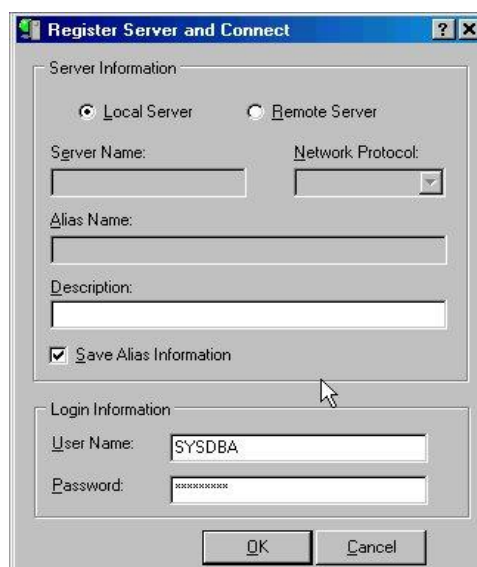 Register Server and Connect
Server Information
Local Server Remote Server
Server Name: Network Protocol:
Alias Name:
Description:
Save Alias Information
Login Information
User Name: SYSDBA
Password: *********
OK Cancel